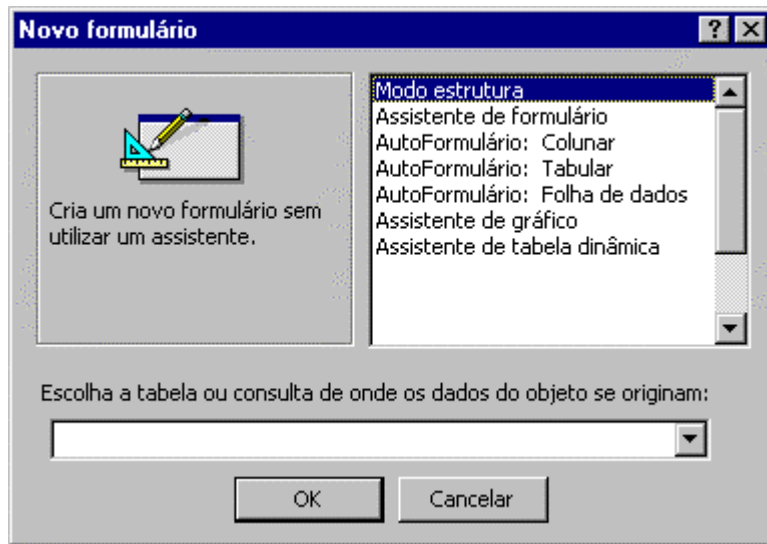 Novo formulário
Modo estrutura
Assistente de formulário
AutoFormulário: Colunar
AutoFormulário: Tabular
AutoFormulário: Folha de dados
Assistente de gráfico
Assistente de tabela dinâmica
Cria um novo formulário sem
utilizar um assistente.
Escolha a tabela ou consulta de onde os dados do objeto se originam:
OK
Cancelar